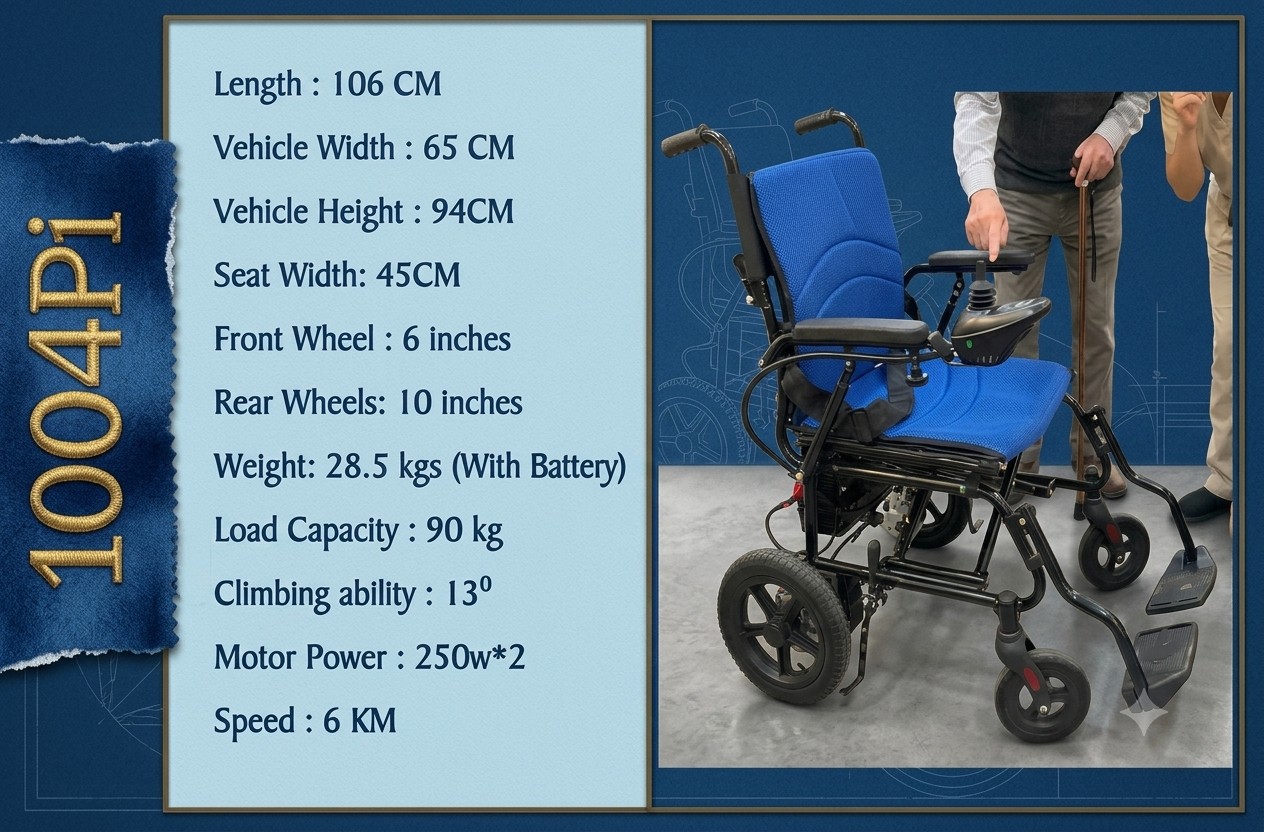 1004Pi
Length : 106 CM
Vehicle Width : 65 CM
Vehicle Height : 94CM
Seat Width: 45CM
Front Wheel : 6 inches
Rear Wheels: 10 inches
Weight: 28.5 kgs (With Battery)
Load Capacity : 90 kg
Climbing ability : 13⁰
Motor Power : 250w*2
Speed : 6 KM